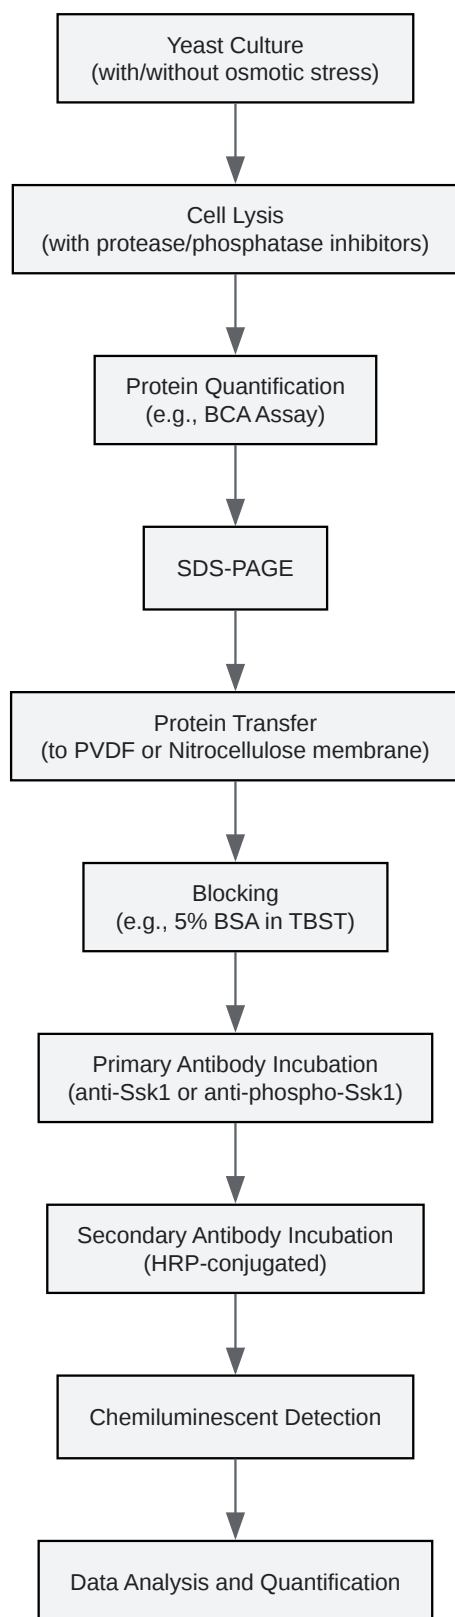 Yeast Culture
(with/without osmotic stress)
Cell Lysis
(with protease/phosphatase inhibitors)
Protein Quantification
(e.g., BCA Assay)
SDS-PAGE
Protein Transfer
(to PVDF or Nitrocellulose membrane)
Blocking
(e.g., 5% BSA in TBST)
Primary Antibody Incubation
(anti-Ssk1 or anti-phospho-Ssk1)
Secondary Antibody Incubation
(HRP-conjugated)
Chemiluminescent Detection
Data Analysis and Quantification